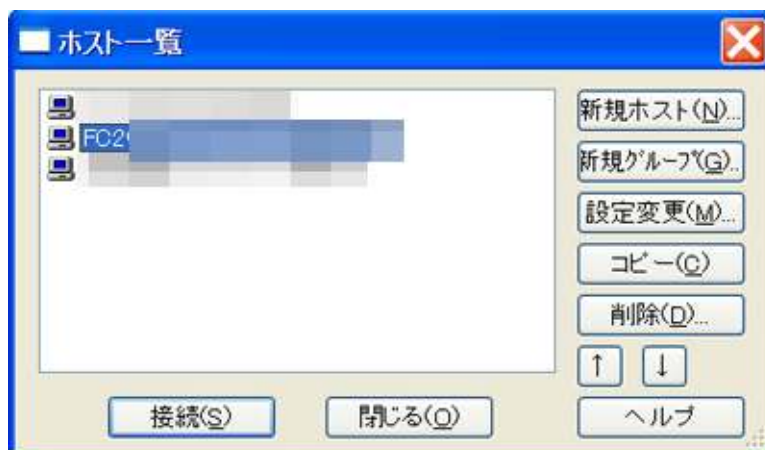 ホスト一覧
FC2
新規ホスト(N)...
新規ｸﾞﾙｰﾌﾟ(G)..
設定変更(M)...
コピー(C)
削除(D)...
↑ ↓
接続(S) 閉じる(O) ヘルプ